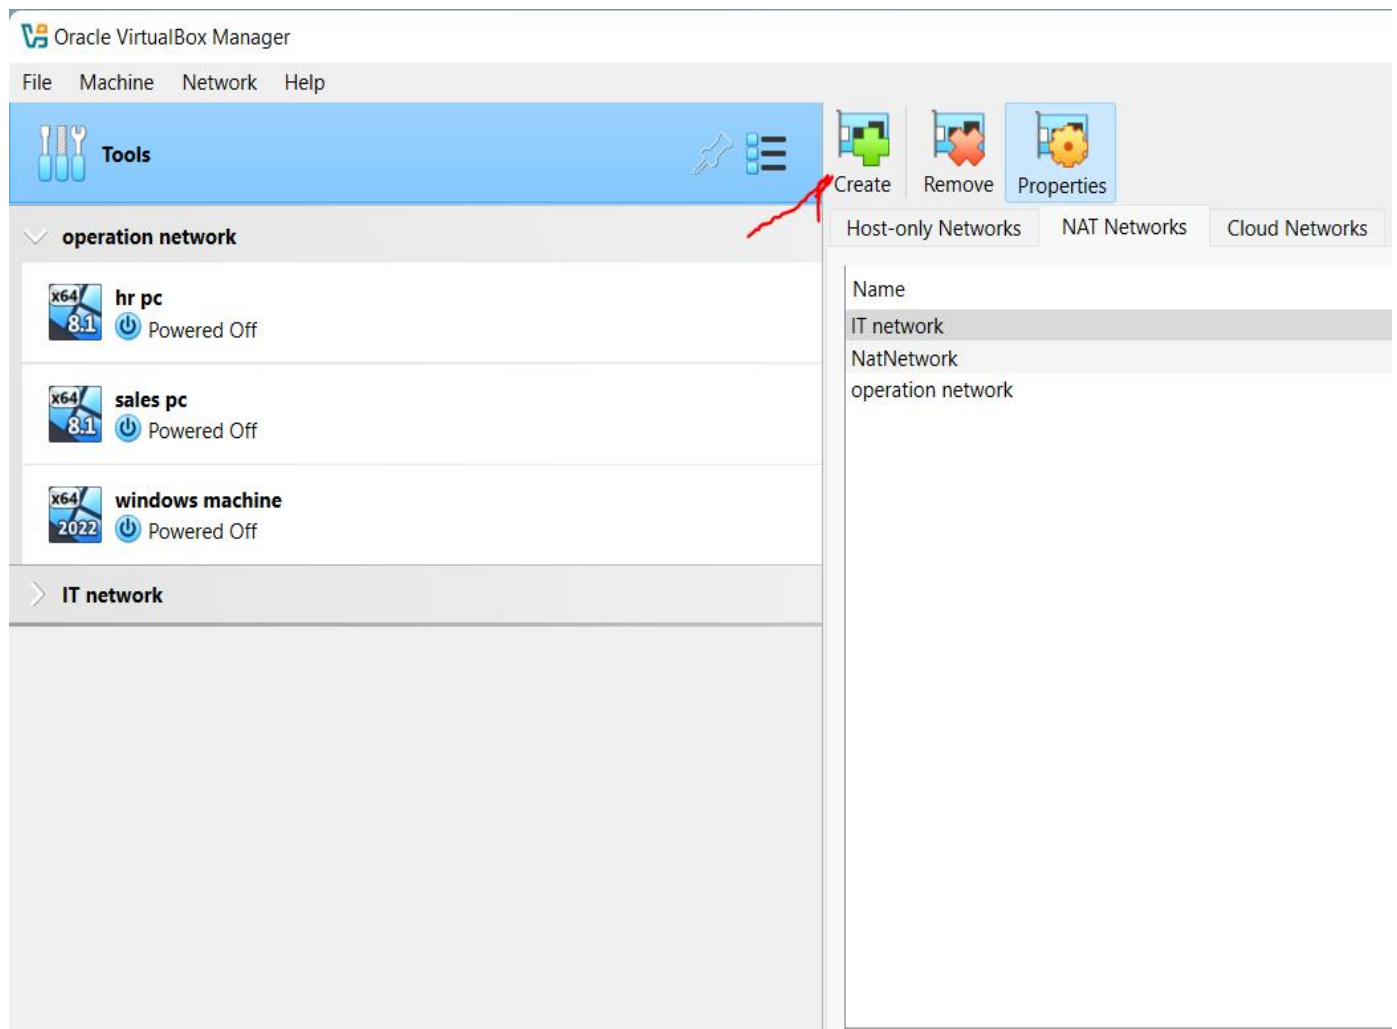 Oracle VirtualBox Manager
File Machine Network Help
Tools
Create Remove Properties
operation network
Host-only Networks NAT Networks Cloud Networks
x64 8.1 hr pc
Powered Off
x64 8.1 sales pc
Powered Off
x64 2022 windows machine
Powered Off
IT network
Name
IT network
NatNetwork
operation network